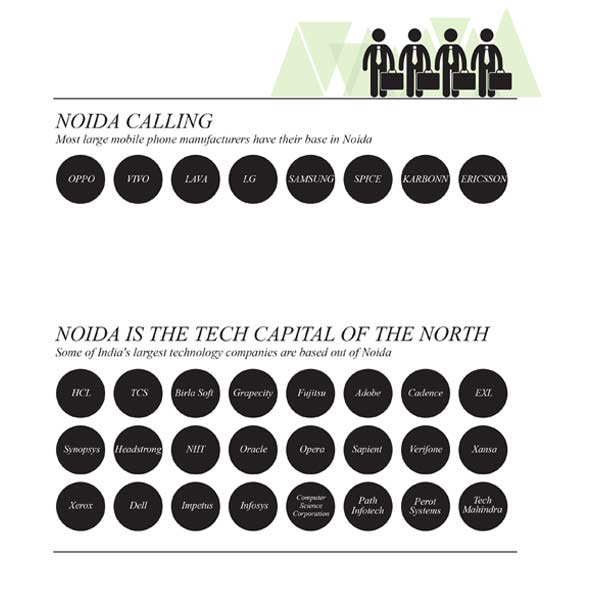 NOIDA CALLING
Most large mobile phone manufacturers have their base in Noida
OPPO VIVO LAVA LG SAMSUNG SPICE KARBONN ERICSSON
NOIDA IS THE TECH CAPITAL OF THE NORTH
Some of India's largest technology companies are based out of Noida
HCL TCS Birla Soft Grapecity Fujitsu Adobe Cadence EXL
Synopsys Headstrong NIIT Oracle Opera Sapient Verifone Xansa
Xerox Dell Impetus Infosys Computer Science Corporation Path Infotech Perot Systems Tech Mahindra